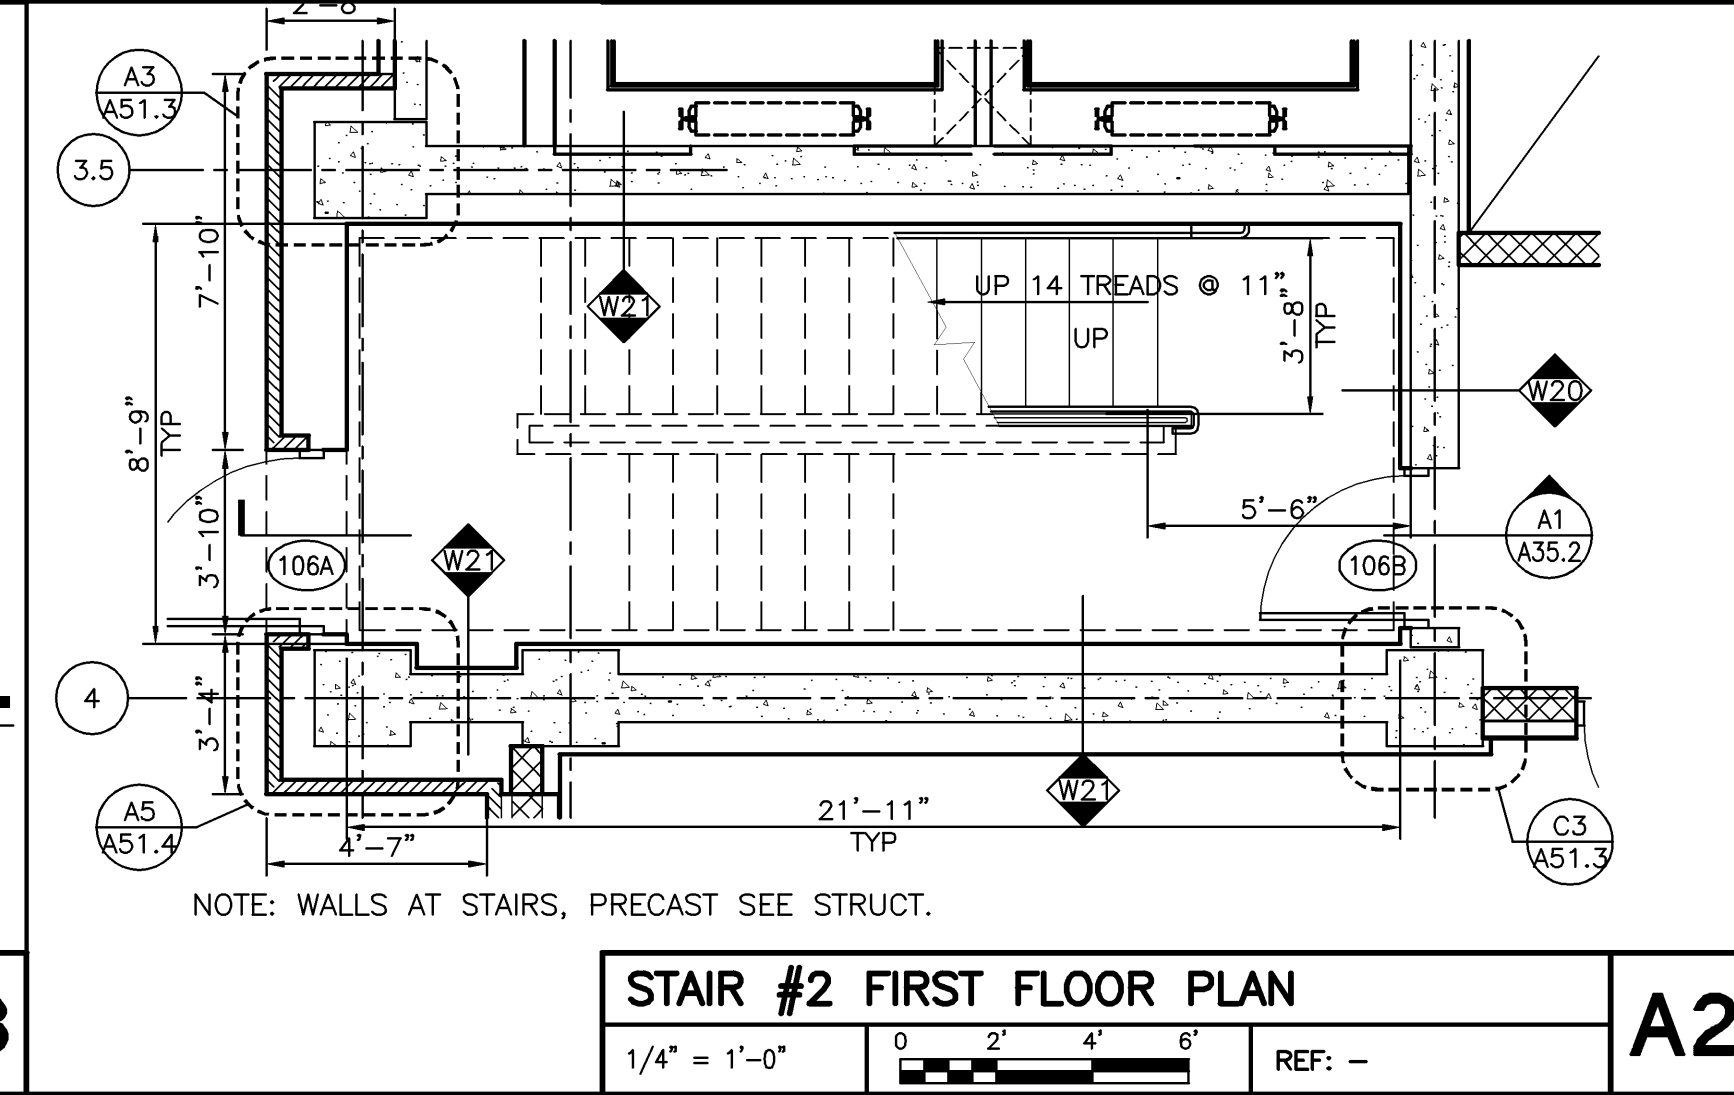 2'-8"
A3
A51.3
3.5
7'-10"
W21
UP 14 TREADS @ 11"
UP
3'-8"
TYP
W20
8'-9"
TYP
3'-10"
5'-6"
A1
A35.2
106A
W21
106B
4
3'-4"
W21
A5
A51.4
21'-11"
TYP
4'-7"
C3
A51.3
NOTE: WALLS AT STAIRS, PRECAST SEE STRUCT.
STAIR #2 FIRST FLOOR PLAN
A2
1/4" = 1'-0"
0 2' 4' 6'
REF: –